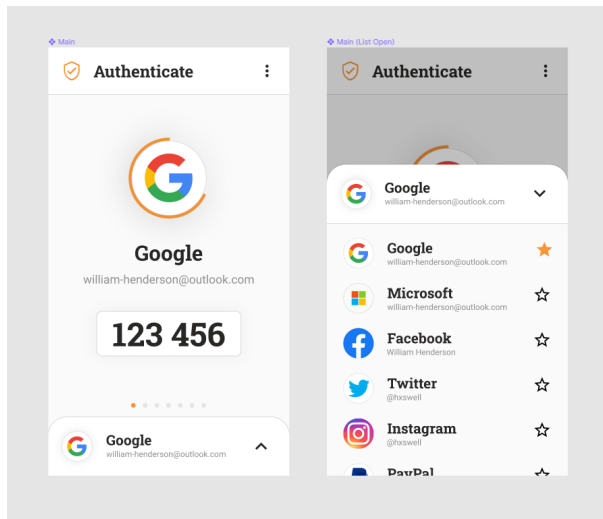 Main
Authenticate
Google
william-henderson@outlook.com
123 456
Google
william-henderson@outlook.com
Main (List Open)
Authenticate
Google
william-henderson@outlook.com
Google
william-henderson@outlook.com
Microsoft
william-henderson@outlook.com
Facebook
William Henderson
Twitter
@hxswell
Instagram
@hxswell
PayPal